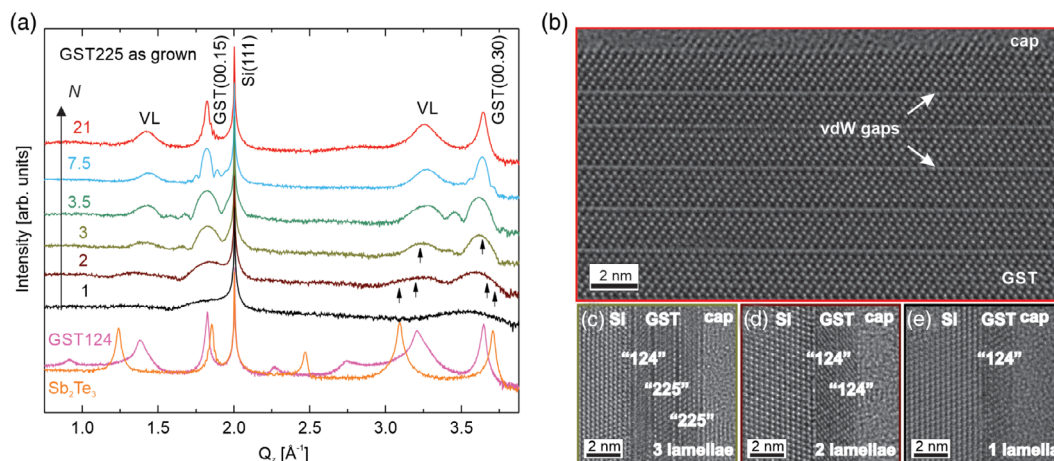 (a)
GST225 as grown
N
21
7.5
3.5
3
2
1
VL
GST(00.15)
Si(111)
VL
GST(00.30)
GST124
Sb₂Te₃
Intensity [arb. units]
1.0 1.5 2.0 2.5 3.0 3.5
Qz [Å⁻¹]
(b)
cap
vdW gaps
GST
2 nm
(c) Si GST cap
"124"
"225"
"225"
2 nm
3 lamellae
(d) Si GST cap
"124"
"124"
2 nm
2 lamellae
(e) Si GST cap
"124"
2 nm
1 lamella